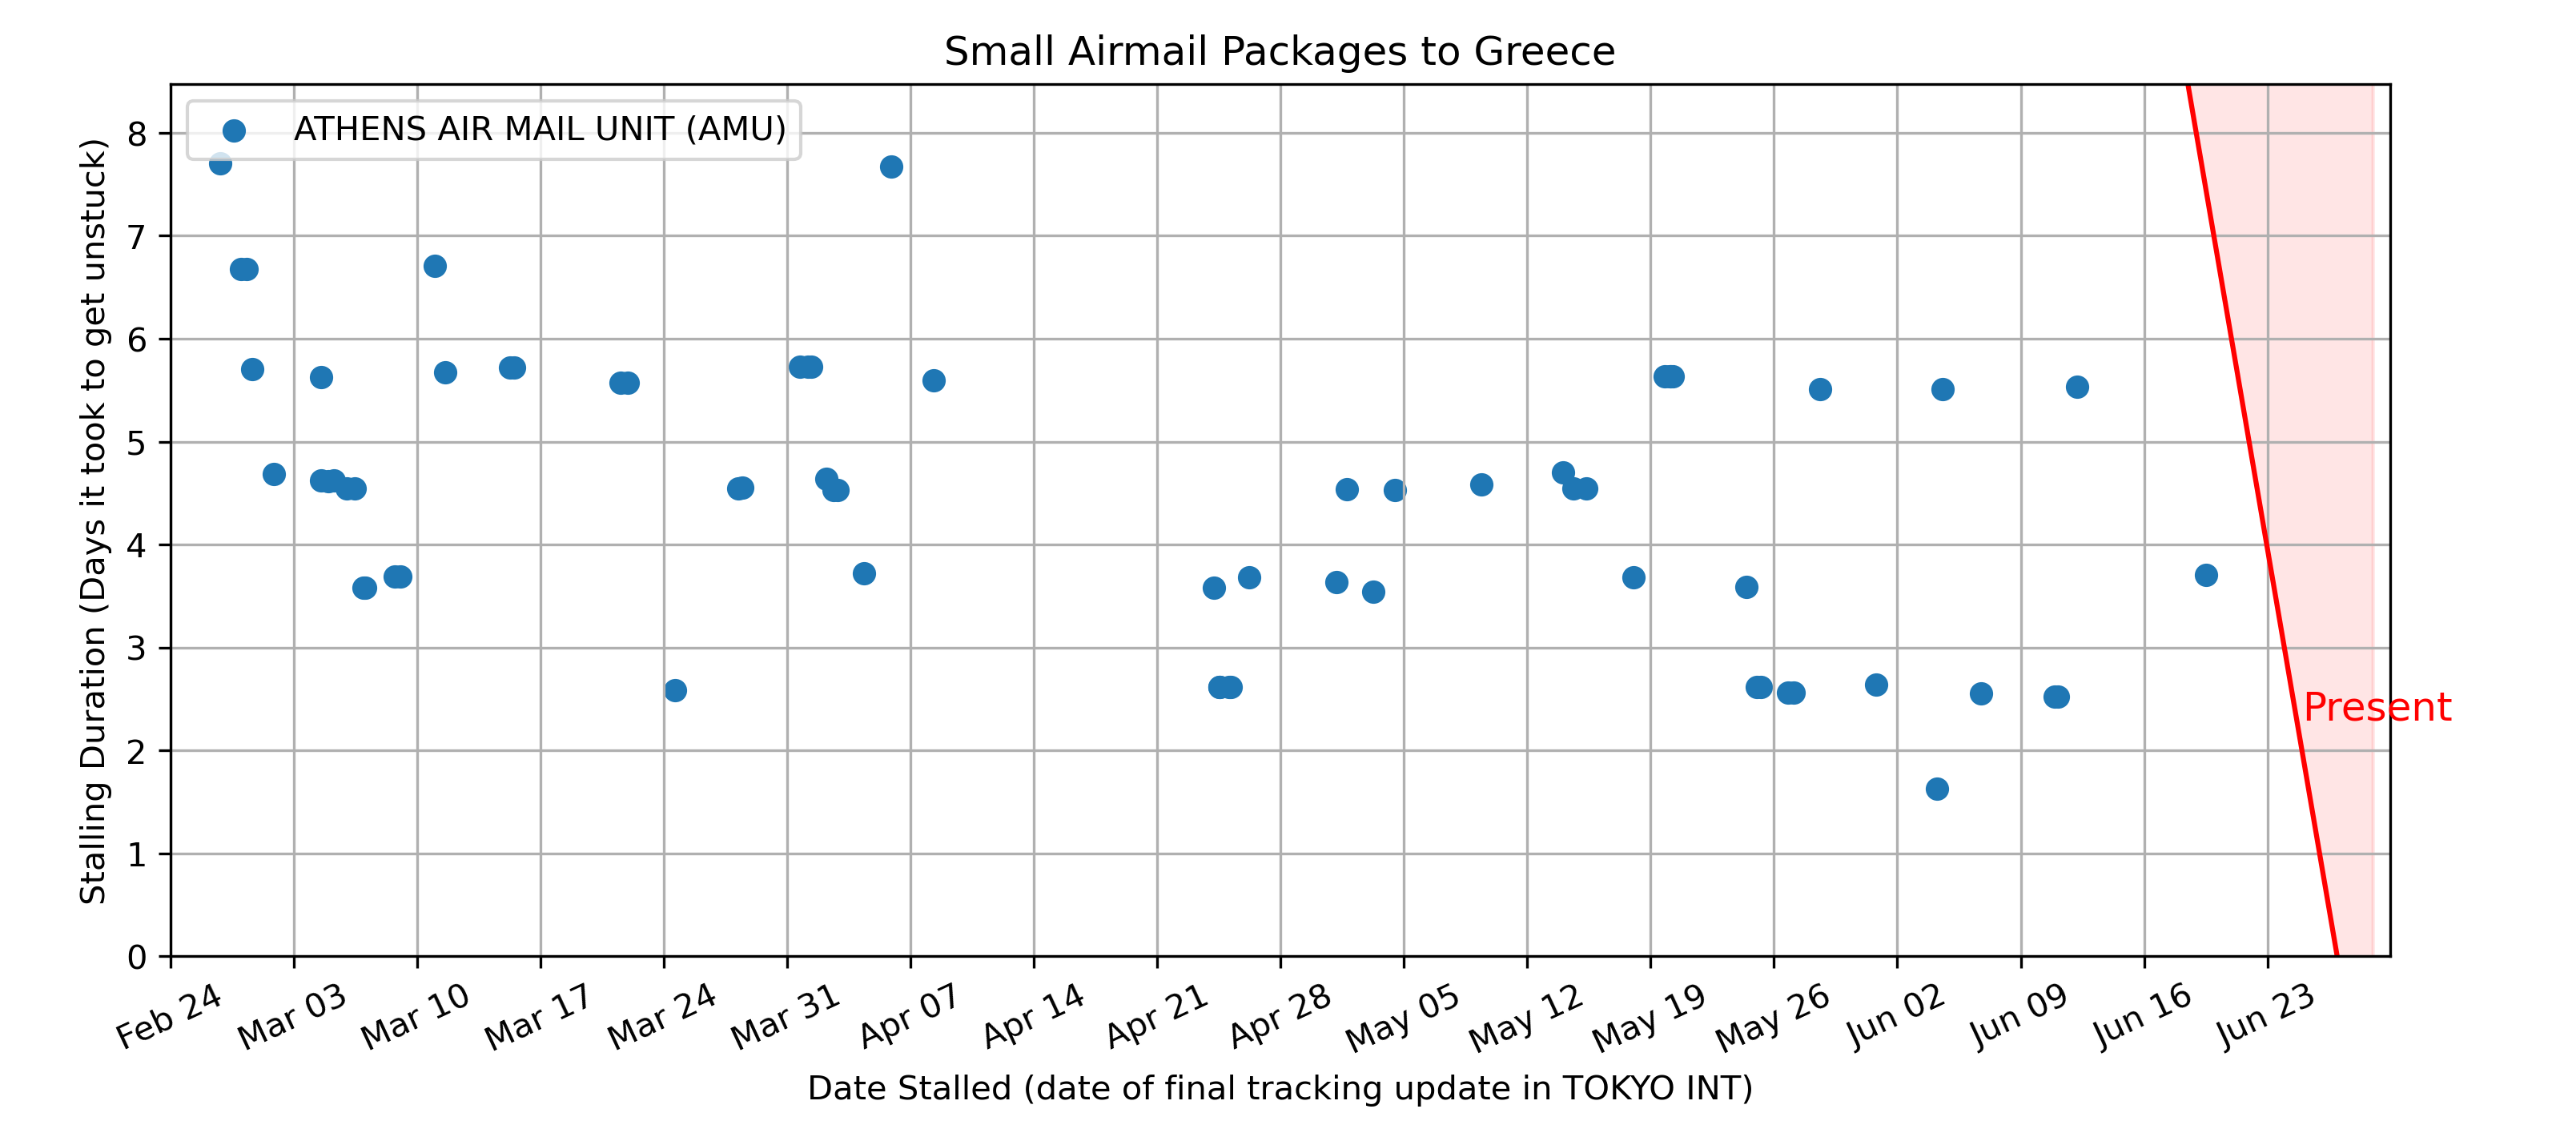 Small Airmail Packages to Greece
ATHENS AIR MAIL UNIT (AMU)
Stalling Duration (Days it took to get unstuck)
8
7
6
5
4
3
2
1
0
Present
Feb 24
Mar 03
Mar 10
Mar 17
Mar 24
Mar 31
Apr 07
Apr 14
Apr 21
Apr 28
May 05
May 12
May 19
May 26
Jun 02
Jun 09
Jun 16
Jun 23
Date Stalled (date of final tracking update in TOKYO INT)